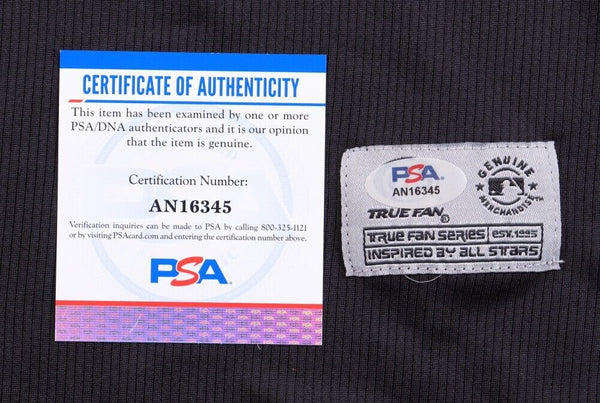 CERTIFICATE OF AUTHENTICITY
This item has been examined by one or more
PSA/DNA authenticators and it is our opinion
that the item is genuine.
Certification Number:
AN16345
Verification inquiries can be made to PSA by calling 800-325-1121
or by visiting PSAcard.com and entering the certification number above.
PSA
PSA
AN16345
TRUE FAN®
GENUINE
MERCHANDISE
TRUE FAN SERIES EST. 1995
INSPIRED BY ALL STARS